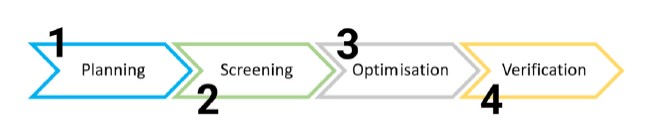 1
Planning
2
Screening
3
Optimisation
4
Verification